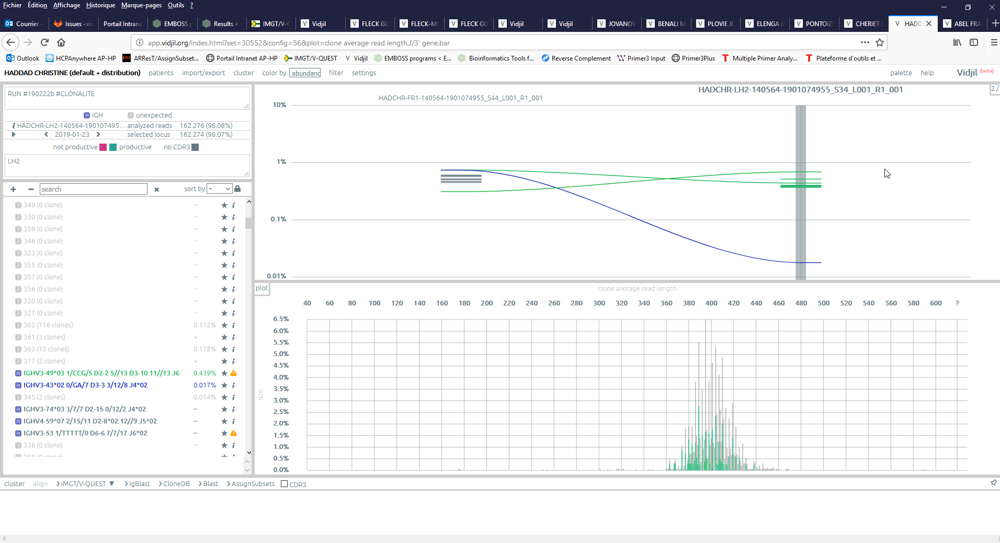 Fichier Édition Affichage Historique Marque-pages Outils ?
Courrier - Issues · vic Portail Intrane EMBOSS p Results < IMGT/V-C Vidjil FLECK GU FLECK-MC FLECK GU Vidjil Vidjil JOVANOV BENALI M PLOVIE JE ELENGA G PONTOIZ CHERIET HADD ABEL FRA
app.vidjil.org/index.html?set=30552&config=56&plot=clone average read length,J/3' gene,bar
Outlook HCPAnywhere AP-HP ARResT/AssignSubset... Portail Intranet AP-HP IMGT/V-QUEST Vidjil EMBOSS programs < E... Bioinformatics Tools f... Reverse Complement Primer3 Input Primer3Plus Multiple Primer Analy... Plateforme d'outils et ...
HADDAD CHRISTINE (default + distribution) patients import/export cluster color by abundanc filter settings palette help Vidjil (beta)
RUN #190222b #CLONALITE
H IGH x unexpected
i HADCHR-LH2-140564-190107495... analyzed reads 162 276 (98.08%)
2019-01-23 selected locus 162 274 (98.07%)
not productive productive no CDR3
LH2
+ − search × sort by -
? 349 (0 clone) – ★ i
? 330 (0 clone) – ★ i
? 359 (0 clone) – ★ i
? 346 (0 clone) – ★ i
? 323 (0 clone) – ★ i
? 355 (0 clone) – ★ i
? 357 (0 clone) – ★ i
? 356 (0 clone) – ★ i
? 320 (0 clone) – ★ i
? 327 (0 clone) – ★ i
? 362 (116 clones) 0.112% ★ i
? 361 (3 clones) + ★ i
? 363 (15 clones) 0.178% ★ i
? 317 (2 clones) + ★ i
H IGHV3-49*03 1/CCG/5 D2-2 5//13 D3-10 11//13 J6* 0.439% ★
H IGHV3-43*02 0/GA/7 D3-3 3/12/8 J4*02 0.017% ★ i
? 345 (2 clones) 0.014% ★ i
H IGHV3-74*03 3/7/7 D2-15 0/12/2 J4*02 – ★ i
H IGHV4-59*07 2/15/11 D2-8*02 12//9 J5*02 – ★ i
H IGHV3-53 1/TTTTT/0 D6-6 7/7/17 J6*02 – ★
? 336 (0 clone) – ★ i
HADCHR-FR1-140564-1901074955_S44_L001_R1_001
HADCHR-LH2-140564-1901074955_S34_L001_R1_001
2 /
10%
1%
0.1%
0.01%
plot
clone average read length
40 60 80 100 120 140 160 180 200 220 240 260 280 300 320 340 360 380 400 420 440 460 480 500 520 540 560 580 600 ?
6.5%
6.0%
5.5%
5.0%
4.5%
4.0%
3.5%
3.0%
2.5%
2.0%
1.5%
1.0%
0.5%
0.0%
size
cluster align IMGT/V-QUEST ▼ IgBlast CloneDB Blast AssignSubsets CDR3